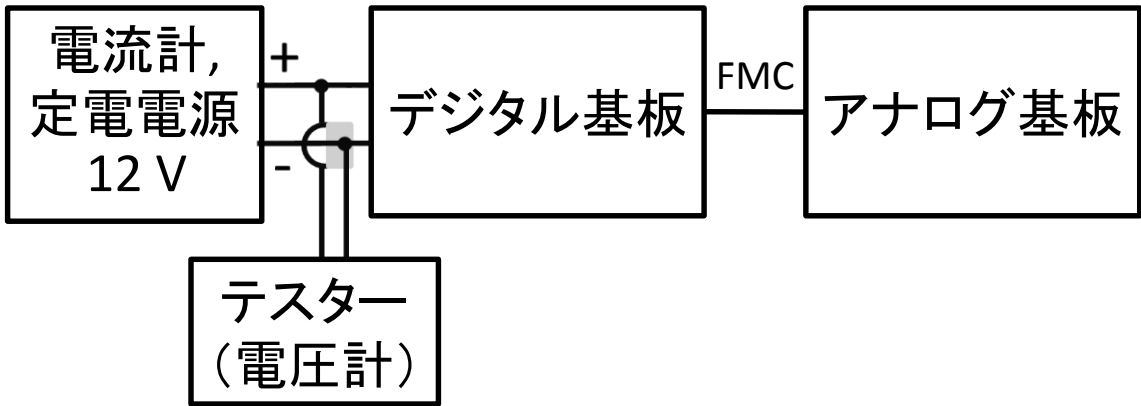 電流計,
定電電源
12 V
+
-
デジタル基板
FMC
アナログ基板
テスター
(電圧計)